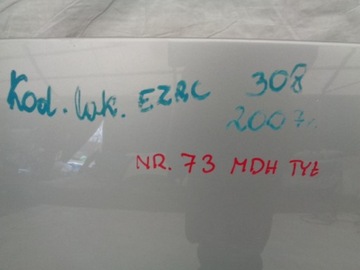 Kod. lak. EZRC 308
2007r.
NR. 73 MDH TYŁ